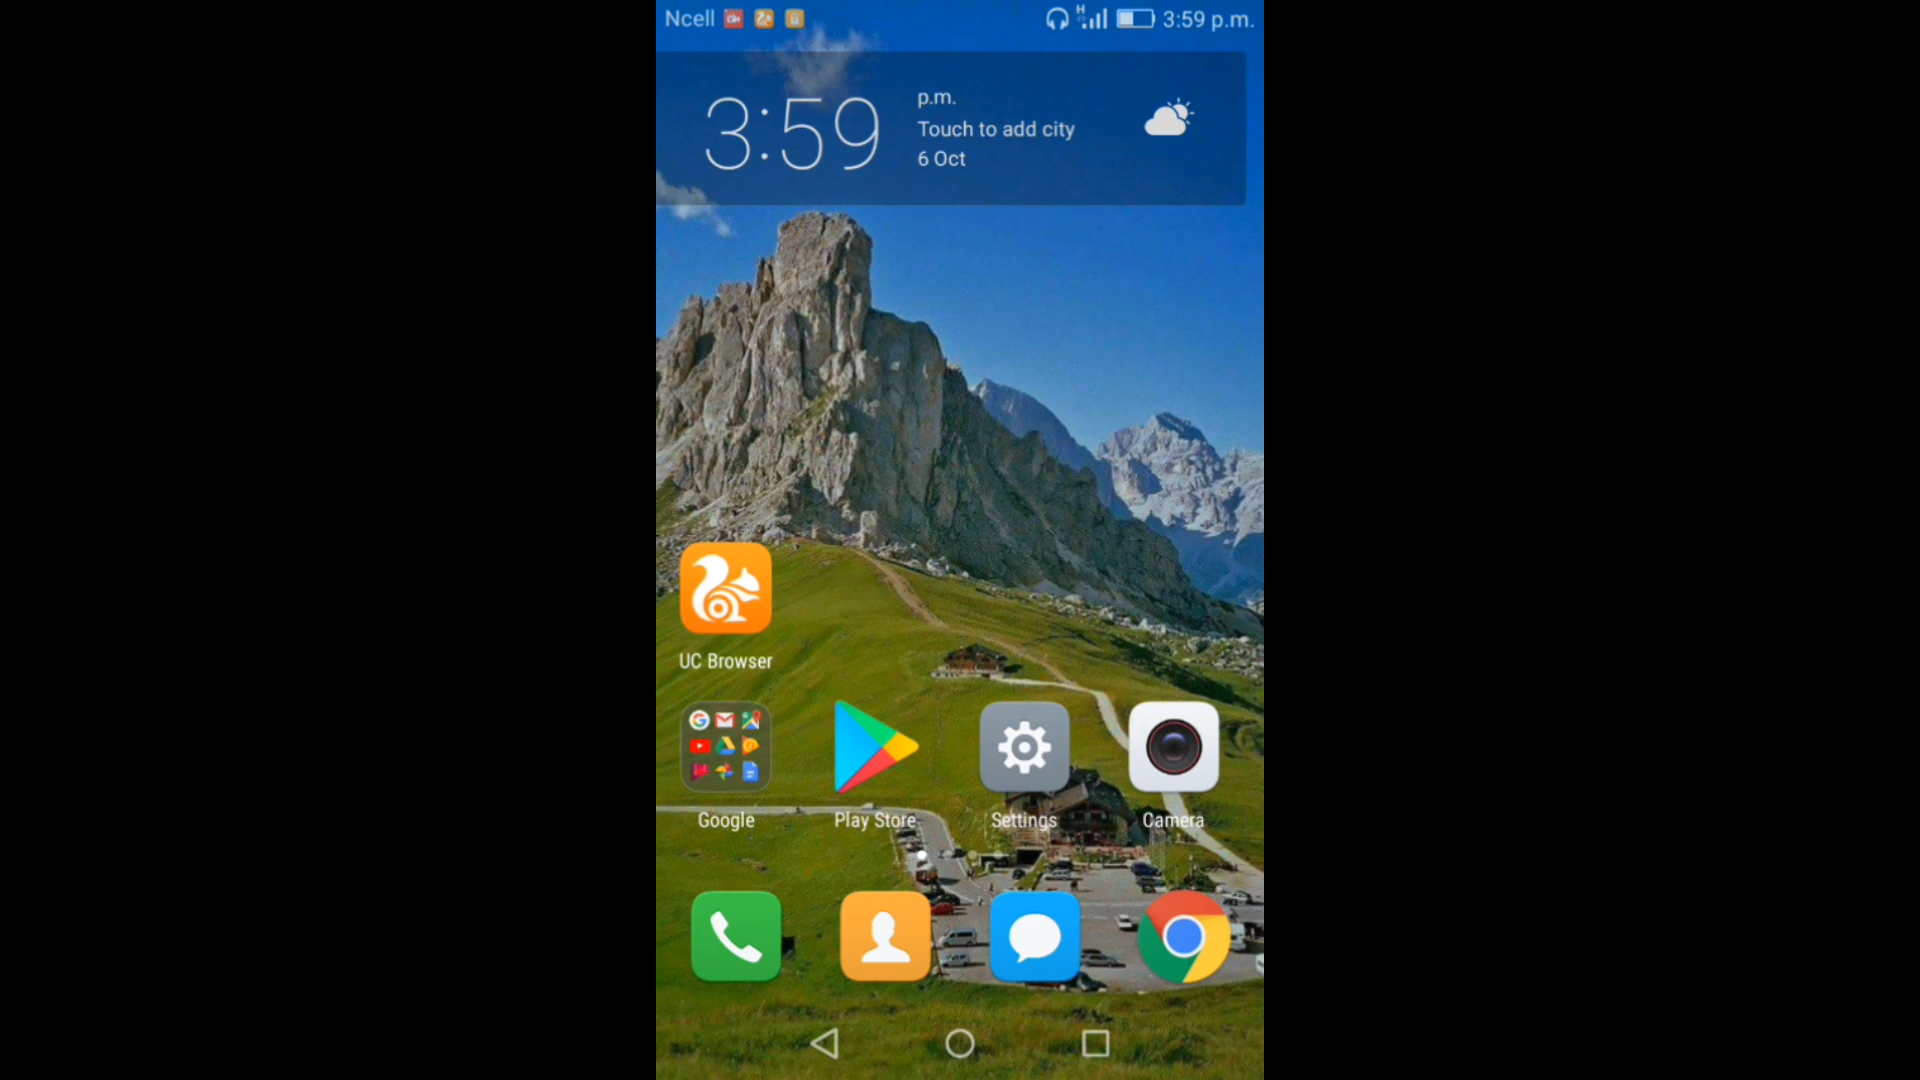 Ncell
H
3:59 p.m.
3:59
p.m.
Touch to add city
6 Oct
UC Browser
Google
Play Store
Settings
Camera